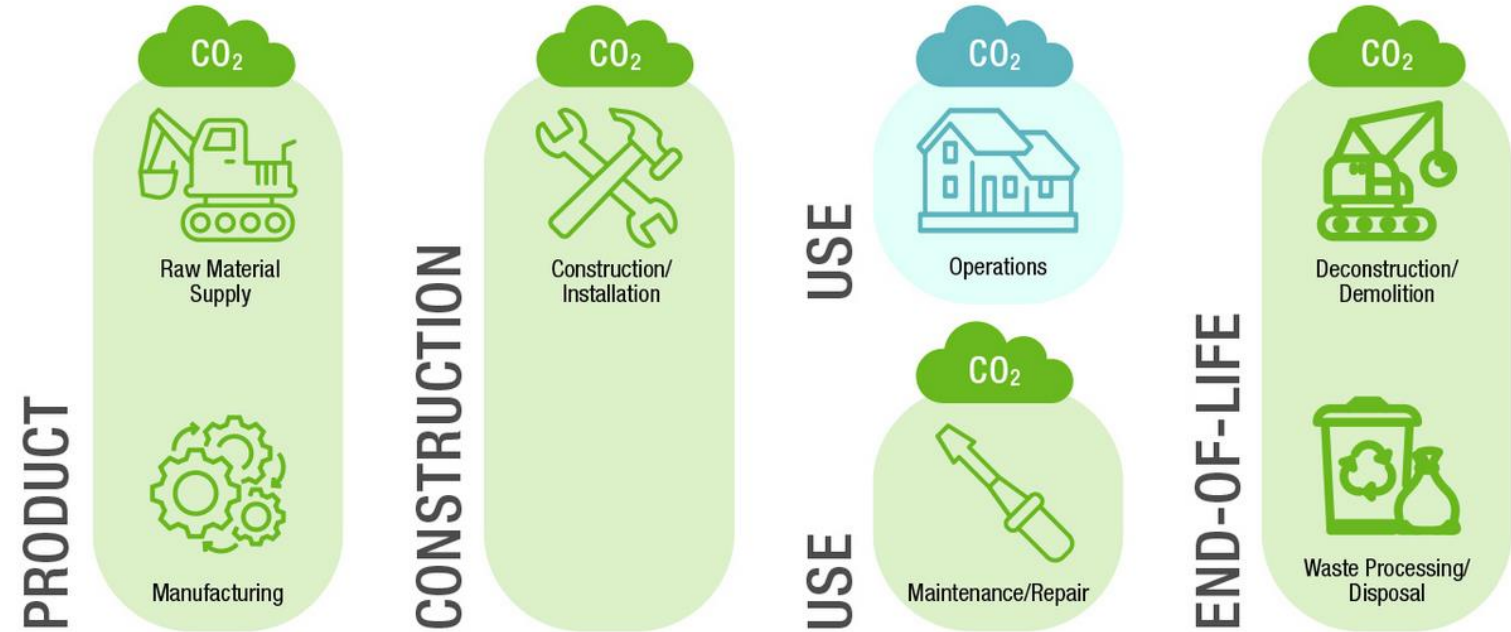 PRODUCT
CO₂
Raw Material
Supply
Manufacturing
CONSTRUCTION
CO₂
Construction/
Installation
USE
CO₂
Operations
USE
CO₂
Maintenance/Repair
END-OF-LIFE
CO₂
Deconstruction/
Demolition
Waste Processing/
Disposal